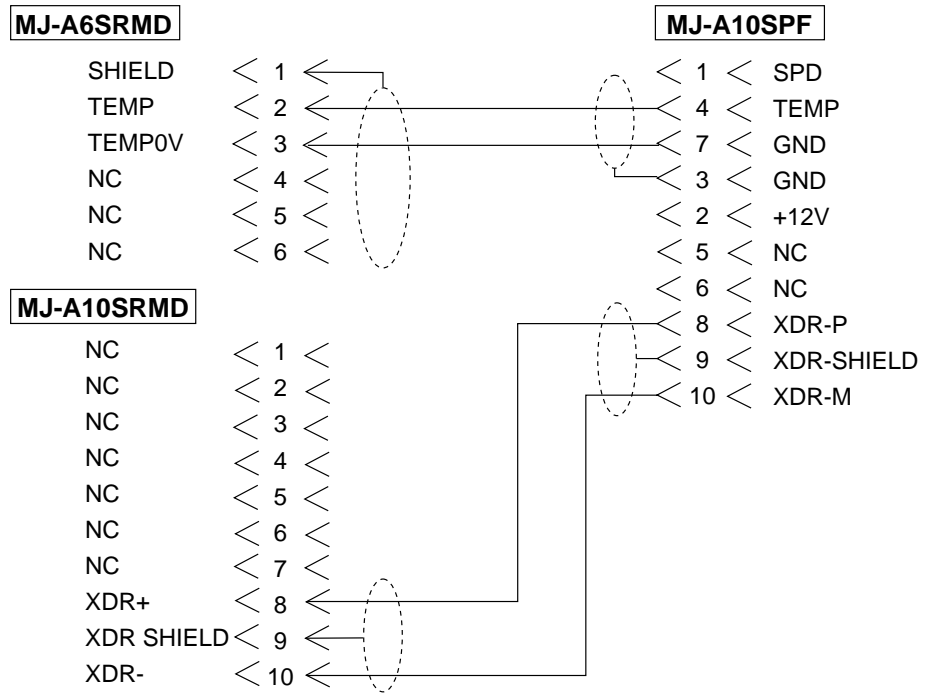 MJ-A6SRMD
SHIELD 1
TEMP 2
TEMP0V 3
NC 4
NC 5
NC 6
MJ-A10SRMD
NC 1
NC 2
NC 3
NC 4
NC 5
NC 6
NC 7
XDR+ 8
XDR SHIELD 9
XDR- 10
MJ-A10SPF
1 SPD
4 TEMP
7 GND
3 GND
2 +12V
5 NC
6 NC
8 XDR-P
9 XDR-SHIELD
10 XDR-M